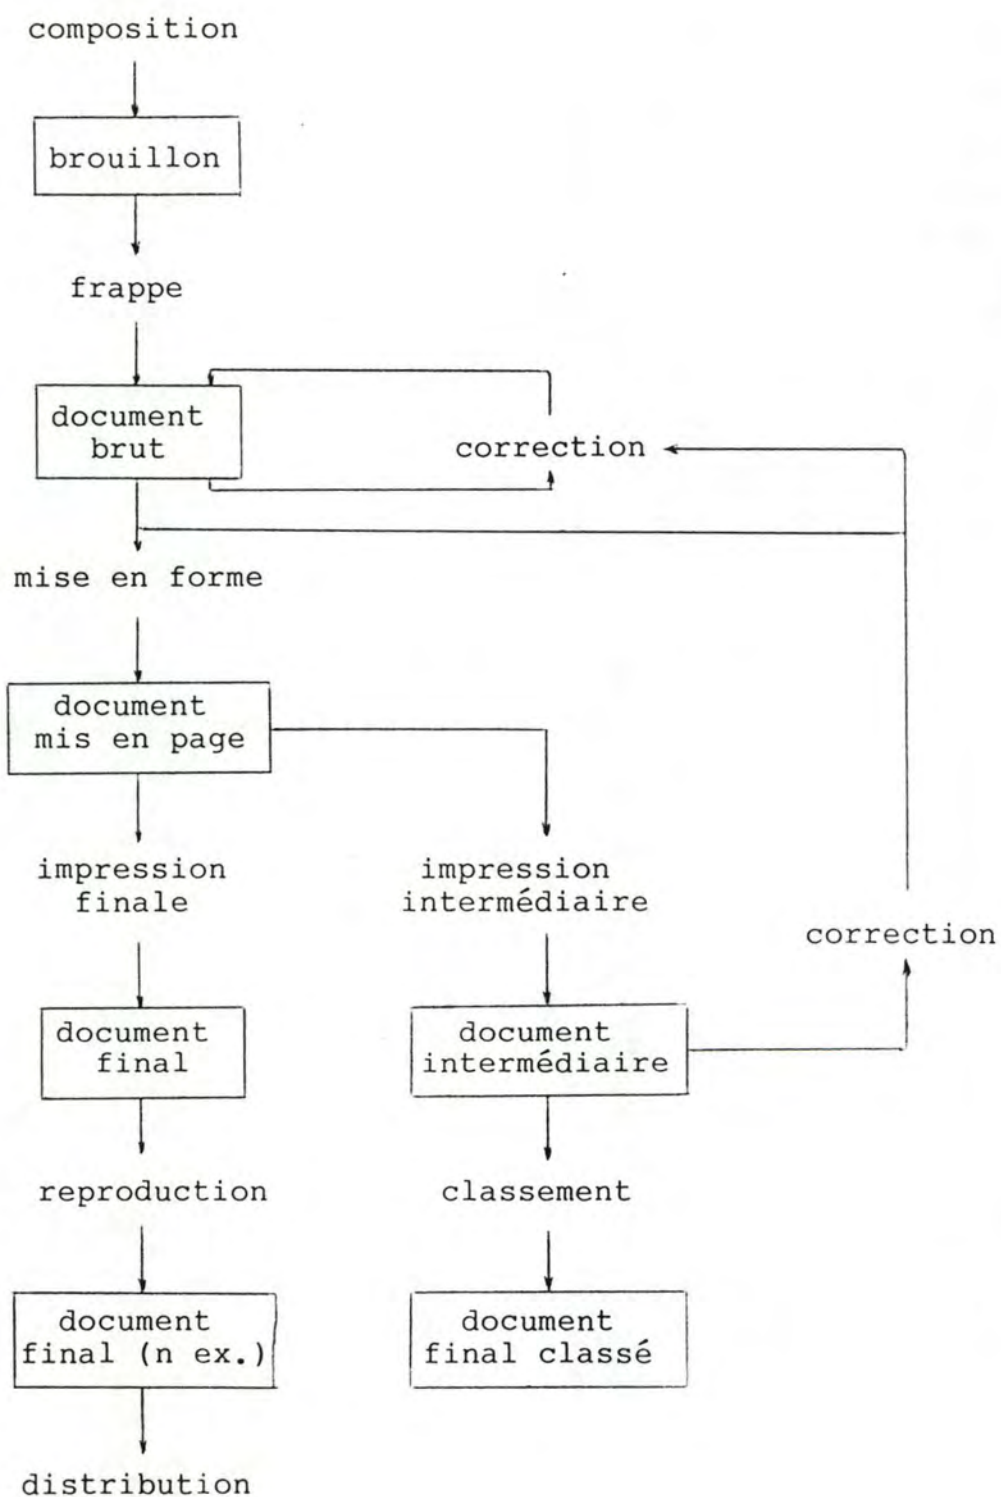 composition
brouillon
frappe
document
brut
correction
mise en forme
document
mis en page
impression
finale
impression
intermédiaire
correction
document
final
document
intermédiaire
reproduction
classement
document
final (n ex.)
document
final classé
distribution